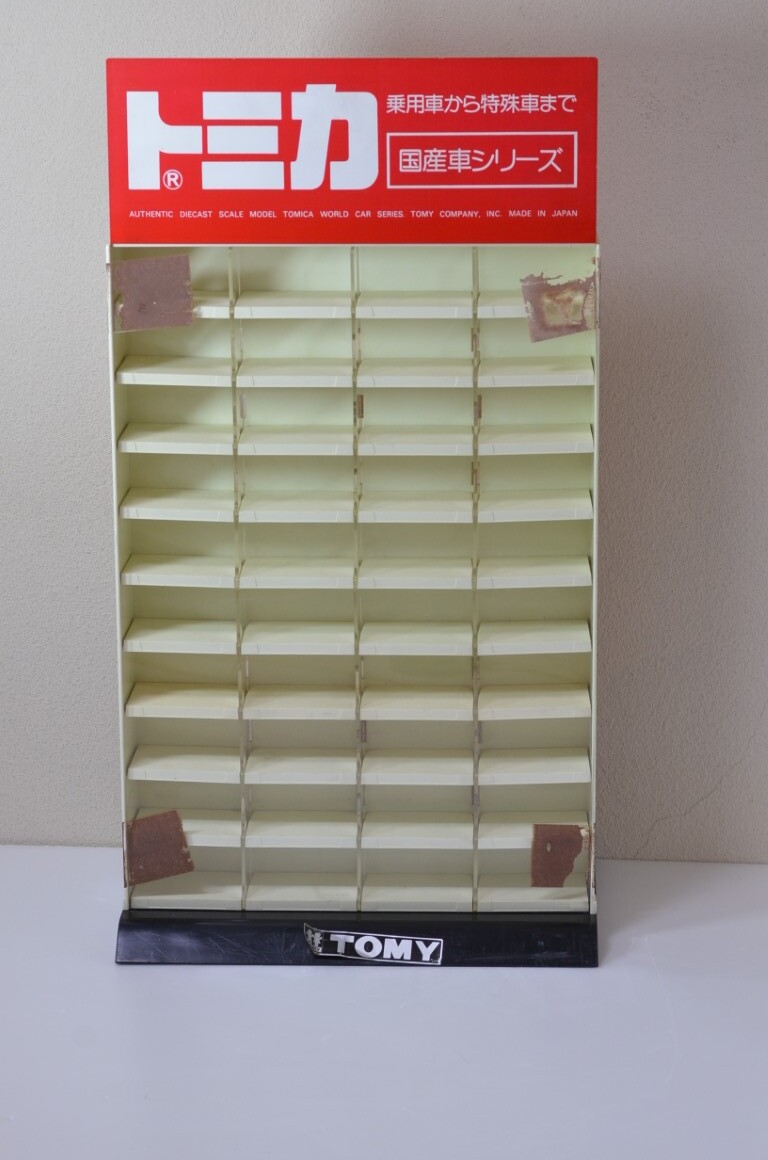 トミカ®
乗用車から特殊車まで
国産車シリーズ
AUTHENTIC DIECAST SCALE MODEL TOMICA WORLD CAR SERIES. TOMY COMPANY, INC. MADE IN JAPAN
TOMY